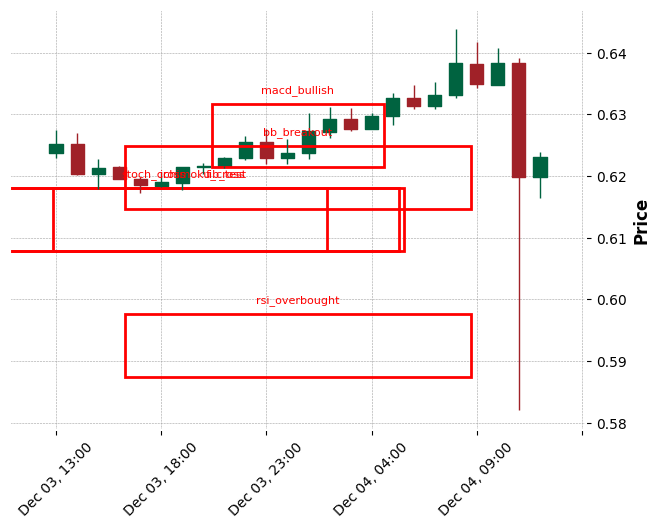 macd_bullish
bb_breakout
rsi_overbought
0.64
0.63
0.62
0.61
0.60
0.59
0.58
Price
Dec 03, 13:00
Dec 03, 18:00
Dec 03, 23:00
Dec 04, 04:00
Dec 04, 09:00